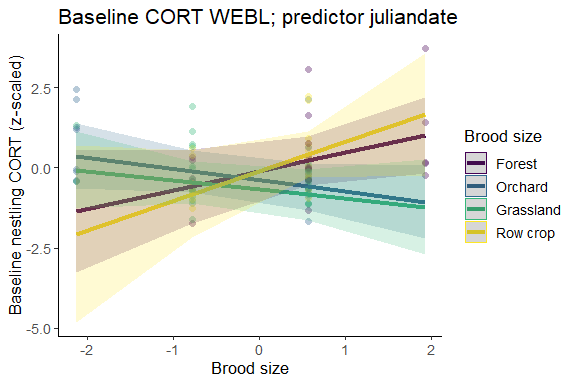 Baseline CORT WEBL; predictor juliandate
Baseline nestling CORT (z-scaled)
2.5
0.0
-2.5
-5.0
-2
-1
0
1
2
Brood size
Brood size
Forest
Orchard
Grassland
Row crop